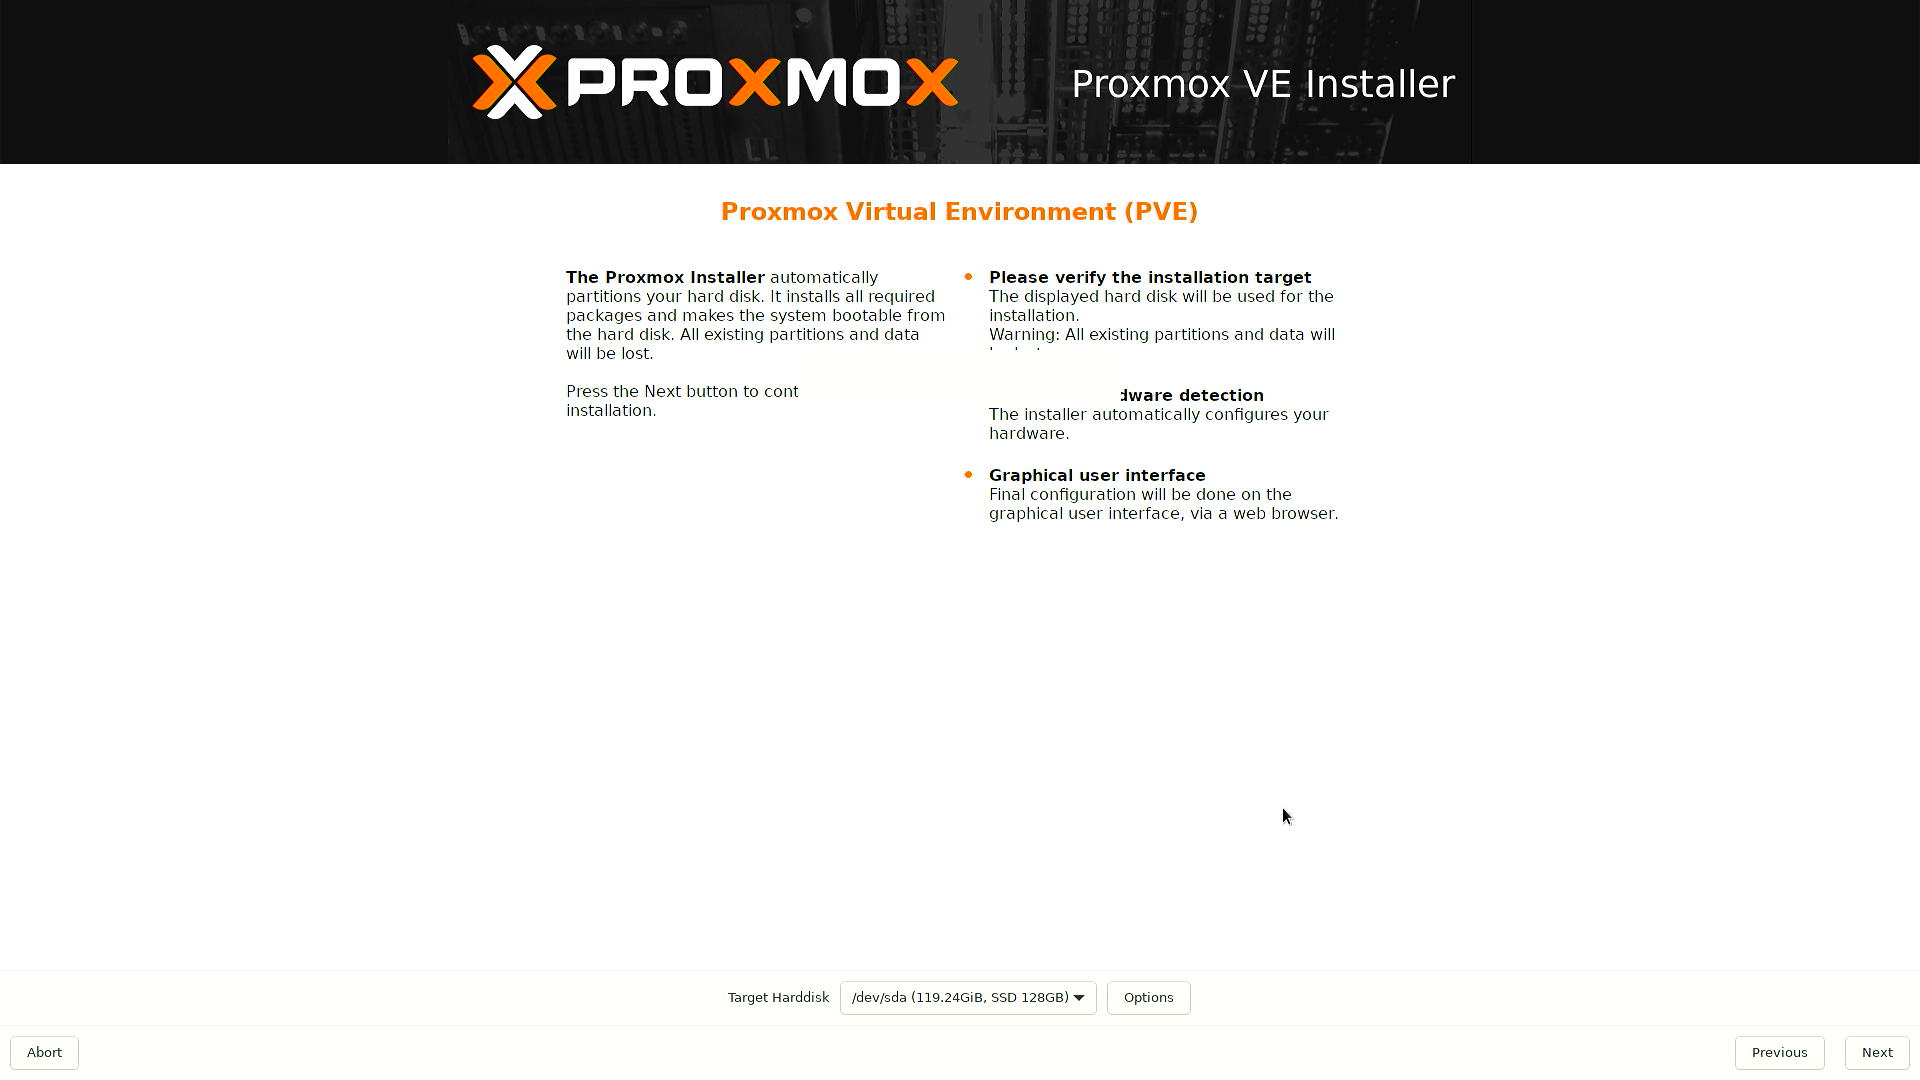 PROXMOX
Proxmox VE Installer
Proxmox Virtual Environment (PVE)
The Proxmox Installer automatically
partitions your hard disk. It installs all required
packages and makes the system bootable from
the hard disk. All existing partitions and data
will be lost.
Press the Next button to
installation.
Please verify the installation target
The displayed hard disk will be used for the
installation.
Warning: All existing partitions and data will
detection
The installer automatically configures your
hardware.
Graphical user interface
Final configuration will be done on the
graphical user interface, via a web browser.
Target Harddisk
/dev/sda (119.24GiB, SSD 128GB)
Options
Abort
Previous
Next